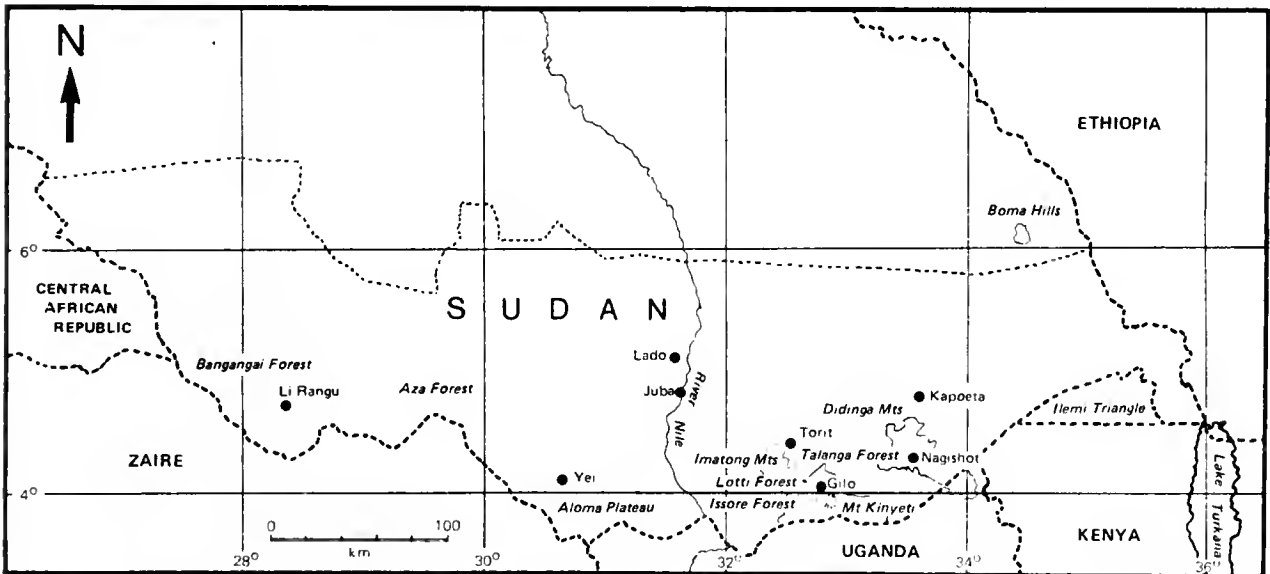 N
ETHIOPIA
Boma Hills
6°
CENTRAL
AFRICAN
REPUBLIC
SUDAN
Bangangai Forest
Li Rangu
Aza Forest
Lado
Juba
River Nile
Kapoeta
Didinga Mts
Ilemi Triangle
Torit
Imatong Mts
Talanga Forest
Nagishot
ZAIRE
Yei
Lotti Forest
Gilo
4°
Aloma Plateau
Issore Forest
Mt Kinyeti
Lake Turkana
0 100
km
UGANDA
KENYA
28°
30°
32°
34°
36°